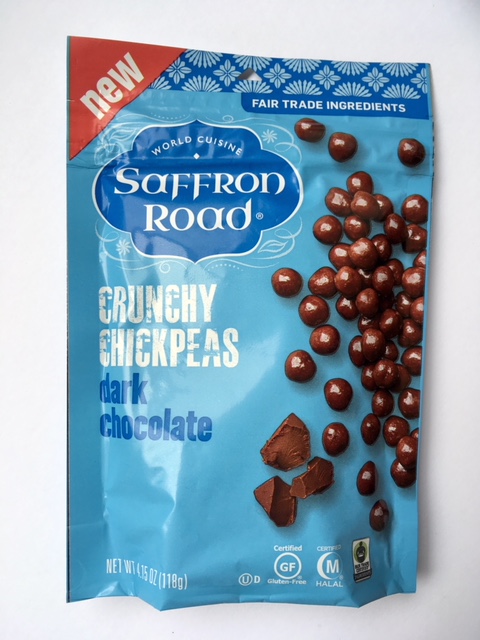 new
FAIR TRADE INGREDIENTS
WORLD CUISINE
Saffron
Road®
CRUNCHY
CHICKPEAS
dark
chocolate
NET WT 4.15 OZ (118g)
U D
Certified
GF
Gluten-Free
CERTIFIED
M
HALAL